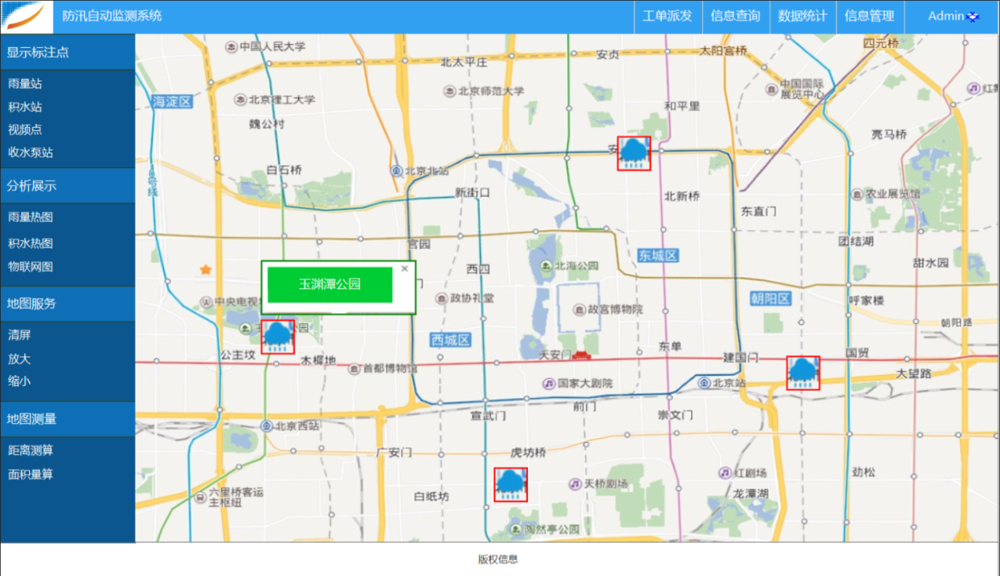 防汛自动监测系统
工单派发
信息查询
数据统计
信息管理
Admin
显示标注点
雨量站
积水站
视频点
收水泵站
分析展示
雨量热图
积水热图
物联网图
地图服务
清屏
放大
缩小
地图测量
距离测算
面积量算
中国人民大学
北太平庄
安贞
太阳宫桥
四元桥
海淀区
北京理工大学
北京师范大学
中国国际
展览中心
和平里
魏公村
亮马桥
白石桥
北京北站
新街口
北新桥
东直门
农业展览馆
官园
团结湖
西四
北海公园
东城区
甜水园
玉渊潭公园
中央电视
政协礼堂
故宫博物院
朝阳区
呼家楼
朝阳路
公园
西城区
公主坟
木樨地
首都博物馆
天安门
东单
建国门
国贸
大望路
国家大剧院
北京站
宣武门
前门
崇文门
北京西站
广安门
虎坊桥
天桥剧场
红剧场
劲松
六里桥客运
主枢纽
白纸坊
龙潭湖
陶然亭公园
版权信息